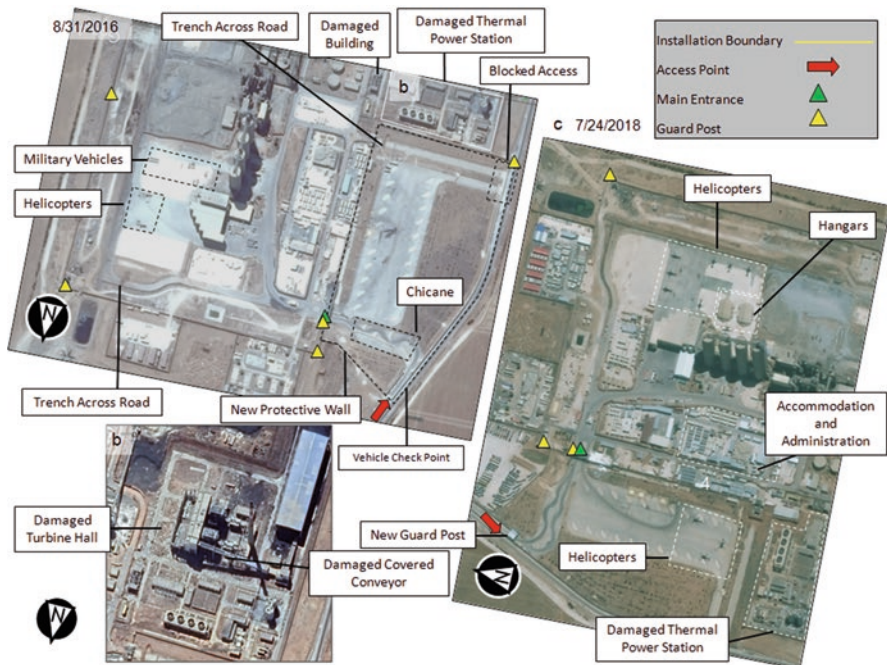 8/31/2016
Trench Across Road
Damaged
Building
Damaged Thermal
Power Station
b
Blocked Access
Military Vehicles
Helicopters
Chicane
N
Trench Across Road
New Protective Wall
Vehicle Check Point
Installation Boundary
Access Point
Main Entrance
Guard Post
c 7/24/2018
Helicopters
Hangars
Accommodation
and
Administration
4
New Guard Post
Helicopters
N
Damaged Thermal
Power Station
b
Damaged
Turbine Hall
Damaged Covered
Conveyor
N